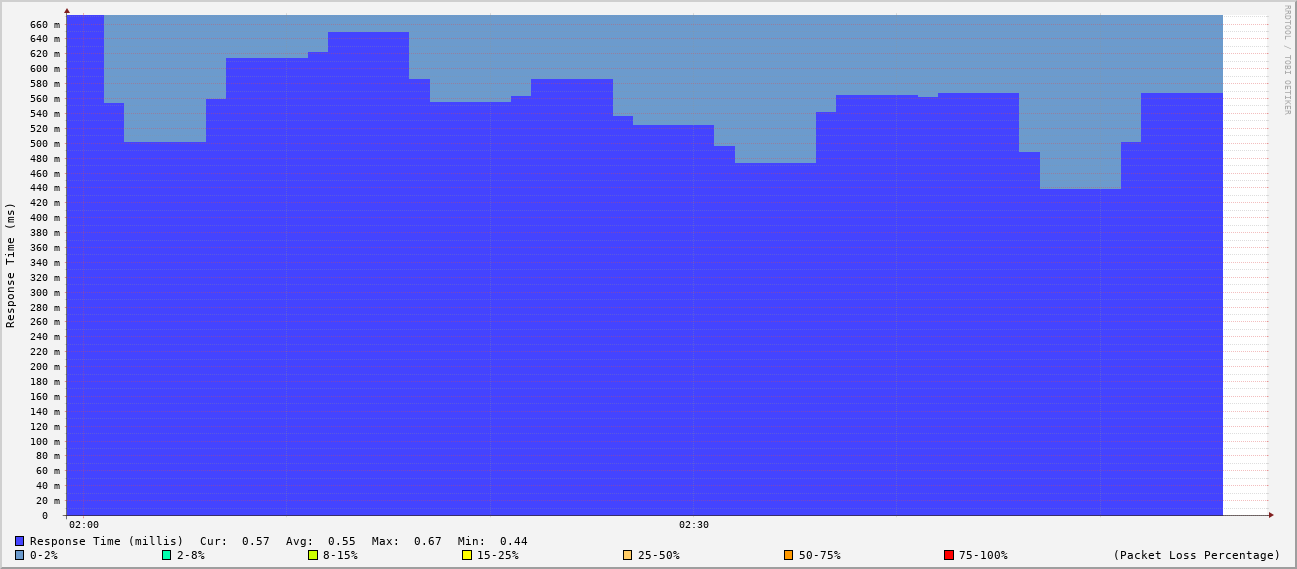 RRDTOOL / TOBI OETIKER
Response Time (ms)
660 m
640 m
620 m
600 m
580 m
560 m
540 m
520 m
500 m
480 m
460 m
440 m
420 m
400 m
380 m
360 m
340 m
320 m
300 m
280 m
260 m
240 m
220 m
200 m
180 m
160 m
140 m
120 m
100 m
80 m
60 m
40 m
20 m
0
02:00 02:30
Response Time (millis) Cur: 0.57 Avg: 0.55 Max: 0.67 Min: 0.44
0-2% 2-8% 8-15% 15-25% 25-50% 50-75% 75-100% (Packet Loss Percentage)